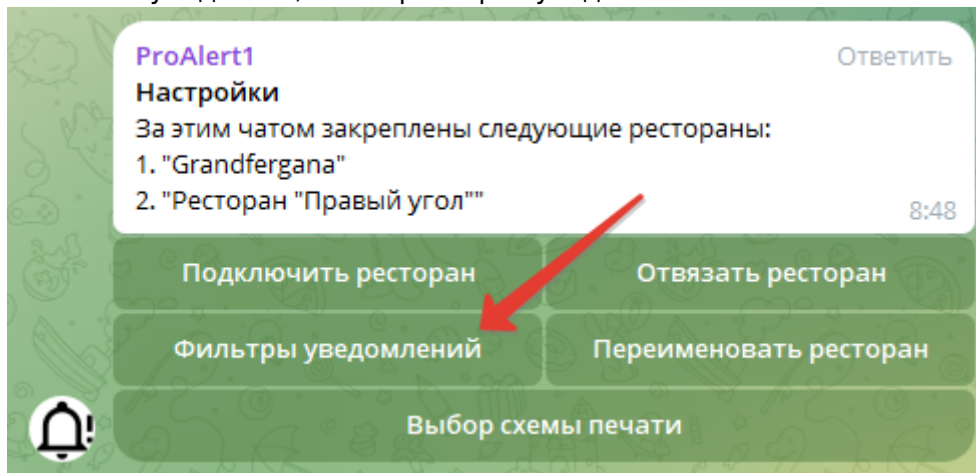 ProAlert1 Ответить
Настройки
За этим чатом закреплены следующие рестораны:
1. "Grandfergana"
2. "Ресторан "Правый угол""
8:48
Подключить ресторан Отвязать ресторан
Фильтры уведомлений Переименовать ресторан
Выбор схемы печати